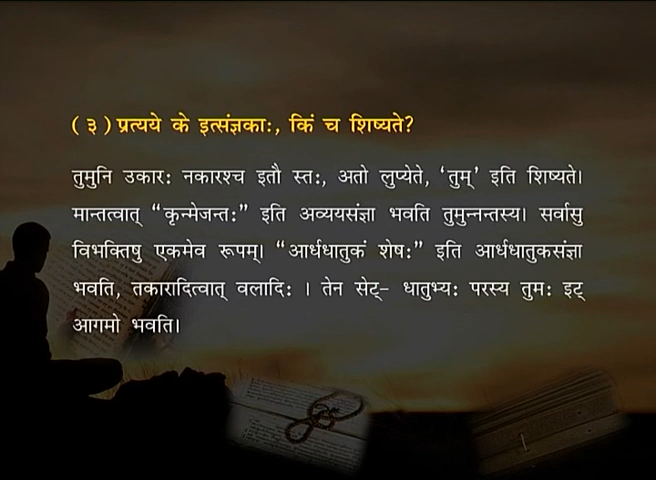 (३) प्रत्यये के इत्संज्ञकाः, किं च शिष्यते?
तुमुनि उकारः नकारश्च इतौ स्तः, अतो लुप्येते, ‘तुम्’ इति शिष्यते।
मान्तत्वात् “कृन्मेजन्तः” इति अव्ययसंज्ञा भवति तुमुन्नन्तस्य। सर्वासु
विभक्तिषु एकमेव रूपम्। “आर्धधातुकं शेषः” इति आर्धधातुकसंज्ञा
भवति, तकारादित्वात् वलादिः । तेन सेट्- धातुभ्यः परस्य तुमः इट्
आगमो भवति।